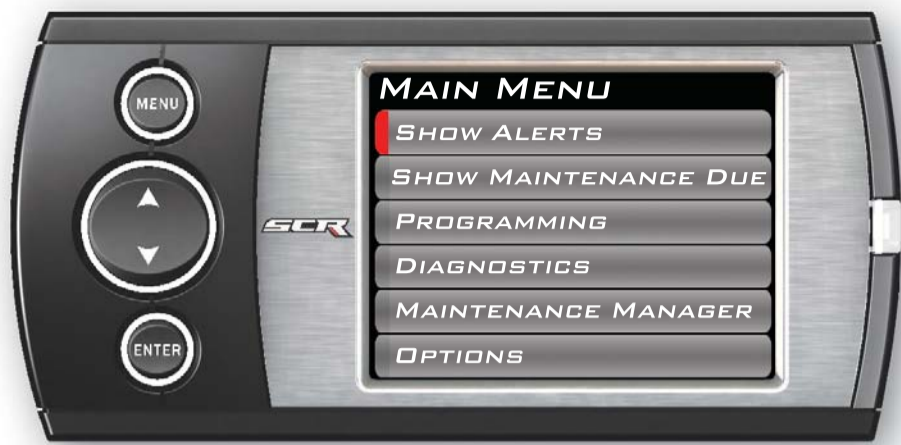 MENU
ENTER
SCR
MAIN MENU
SHOW ALERTS
SHOW MAINTENANCE DUE
PROGRAMMING
DIAGNOSTICS
MAINTENANCE MANAGER
OPTIONS